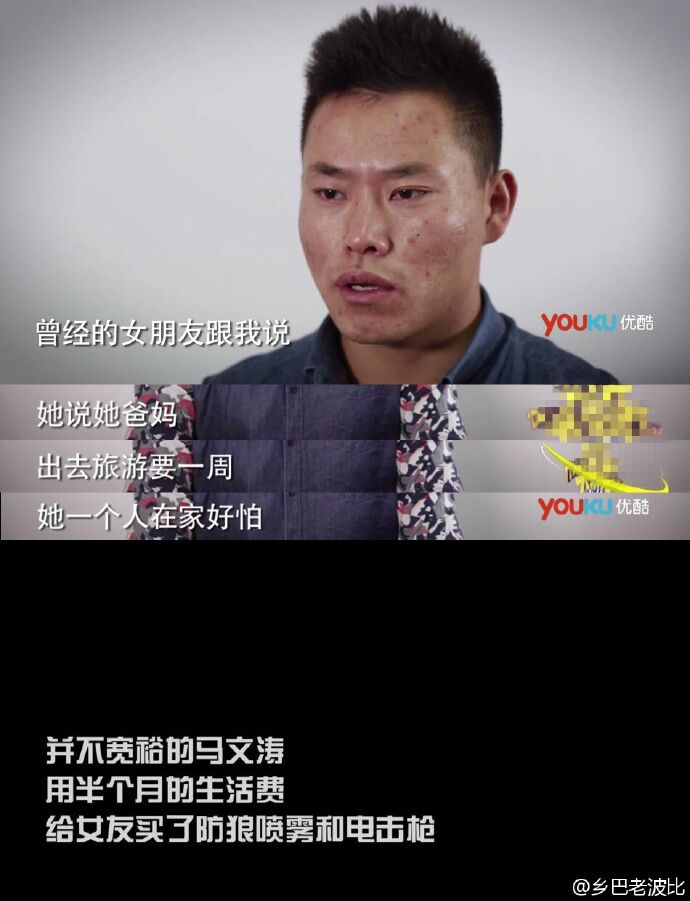 曾经的女朋友跟我说
YOUKU优酷
她说她爸妈
出去旅游要一周
她一个人在家好怕
YOUKU优酷
并不宽裕的马文涛
用半个月的生活费
给女友买了防狼喷雾和电击枪
@乡巴老波比